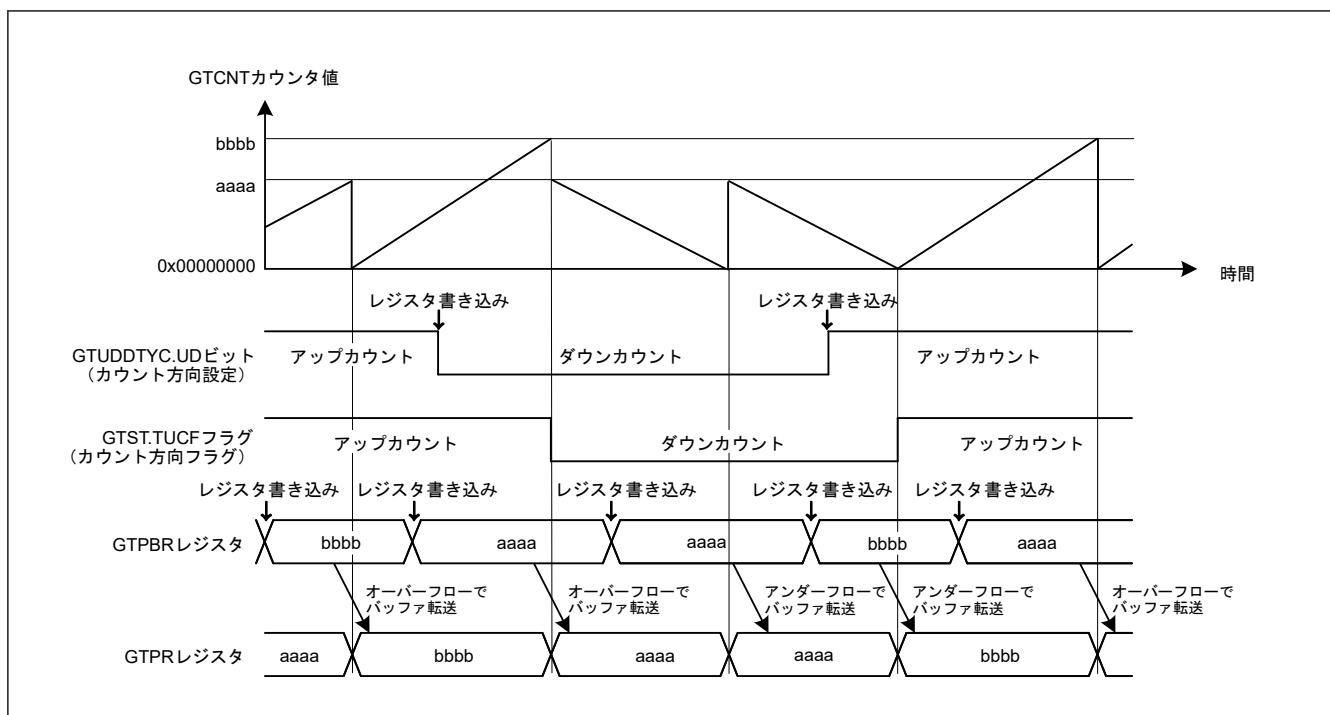 GTCNTカウンタ値
bbbb
aaaa
0x00000000
時間
レジスタ書き込み
レジスタ書き込み
GTUDDTYC.UDビット
(カウント方向設定)
アップカウント
ダウンカウント
アップカウント
GTST.TUCFフラグ
(カウント方向フラグ)
アップカウント
ダウンカウント
アップカウント
レジスタ書き込み
レジスタ書き込み
レジスタ書き込み
レジスタ書き込み
レジスタ書き込み
GTPBRレジスタ
bbbb
aaaa
aaaa
bbbb
aaaa
オーバーフローで
バッファ転送
オーバーフローで
バッファ転送
アンダーフローで
バッファ転送
アンダーフローで
バッファ転送
オーバーフローで
バッファ転送
GTPRレジスタ
aaaa
bbbb
aaaa
aaaa
bbbb